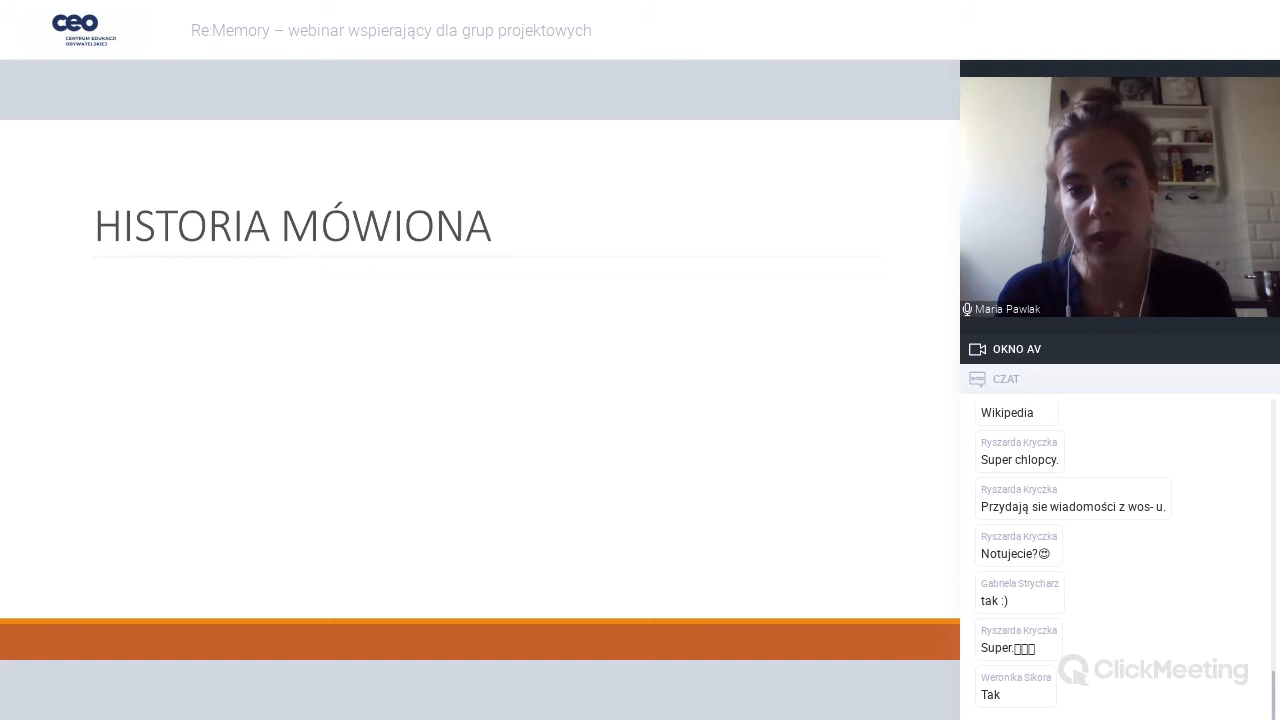 ceo
CENTRUM EDUKACJI
OBYWATELSKIEJ
Re:Memory – webinar wspierający dla grup projektowych
HISTORIA MÓWIONA
Maria Pawlak
OKNO AV
CZAT
Wikipedia
Ryszarda Kryczka
Super chlopcy.
Ryszarda Kryczka
Przydają sie wiadomości z wos- u.
Ryszarda Kryczka
Notujecie?😍
Gabriela Strycharz
tak :)
Ryszarda Kryczka
Super.
Weronika Sikora
Tak
ClickMeeting